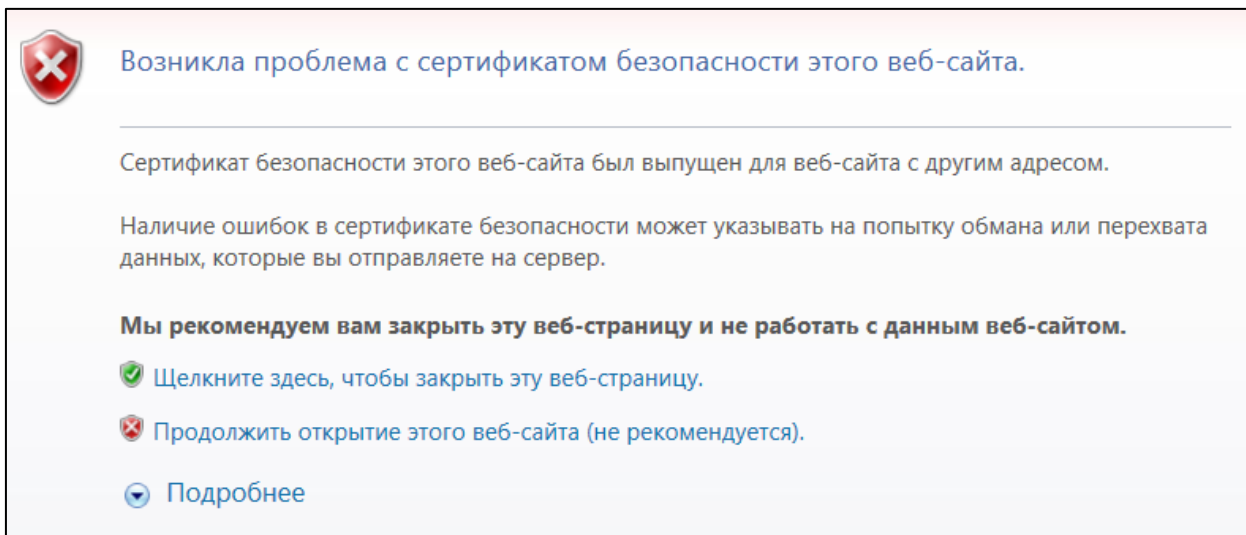 Возникла проблема с сертификатом безопасности этого веб-сайта.
Сертификат безопасности этого веб-сайта был выпущен для веб-сайта с другим адресом.
Наличие ошибок в сертификате безопасности может указывать на попытку обмана или перехвата
данных, которые вы отправляете на сервер.
Мы рекомендуем вам закрыть эту веб-страницу и не работать с данным веб-сайтом.
Щелкните здесь, чтобы закрыть эту веб-страницу.
Продолжить открытие этого веб-сайта (не рекомендуется).
Подробнее